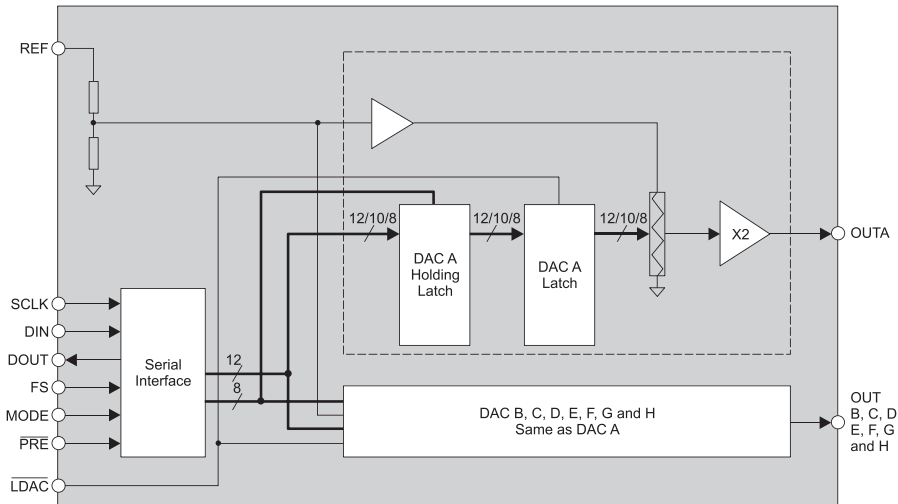 REF
12/10/8
12/10/8
12/10/8
X2
OUTA
DAC A
Holding
Latch
DAC A
Latch
SCLK
DIN
DOUT
FS
MODE
PRE
LDAC
Serial
Interface
12
8
DAC B, C, D, E, F, G and H
Same as DAC A
OUT
B, C, D
E, F, G
and H